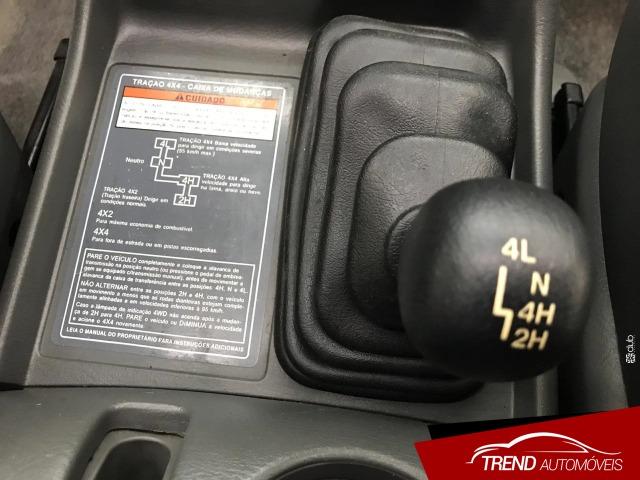 TRAÇÃO 4X4 - CAIXA DE MUDANÇAS
CUIDADO
4L
TRAÇÃO 4X4 Baixa velocidade
para dirigir em condições severas
Neutro
N
4H
TRAÇÃO 4X4 Alta
velocidade para dirigir
na lama, areia ou neve.
2H
TRAÇÃO 4X2
(Tração traseira) Dirigir em
condições normais.
4X2
Para máxima economia de combustível.
4X4
Para fora de estrada ou em pistas escorregadias.
PARE O VEÍCULO completamente e coloque a alavanca de
transmissão na posição neutro (ou pressione o pedal de embrea-
gem se equipado c/transmissão manual), antes de movimentar a
alavanca da caixa de transferência entre as posições 4H, N e 4L.
NÃO ALTERNAR entre as posições 2H e 4H, com o veículo
em movimento a menos que as rodas dianteiras estejam comple-
tamente alinhadas e em velocidades inferiores a
Caso a lâmpada de indicação 4WD não acenda após a mudan-
ça de 2H para 4H, PARE o veículo ou DIMINUA a velocidade
e acione o 4X4 novamente.
LEIA O MANUAL DO PROPRIETÁRIO PARA INSTRUÇÕES ADICIONAIS
4L
N
4H
2H
club
TREND AUTOMÓVEIS